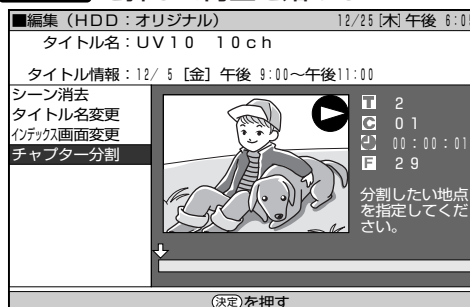 ■編集（HDD：オリジナル） 12/25［木］午後 6:05
タイトル名：UV10 10ch
タイトル情報：12/ 5［金］午後 9:00～午後11:00
シーン消去
タイトル名変更
インデックス画面変更
チャプター分割
T 2
C 01
00：00：01
F 29
分割したい地点
を指定してくだ
さい。
決定を押す